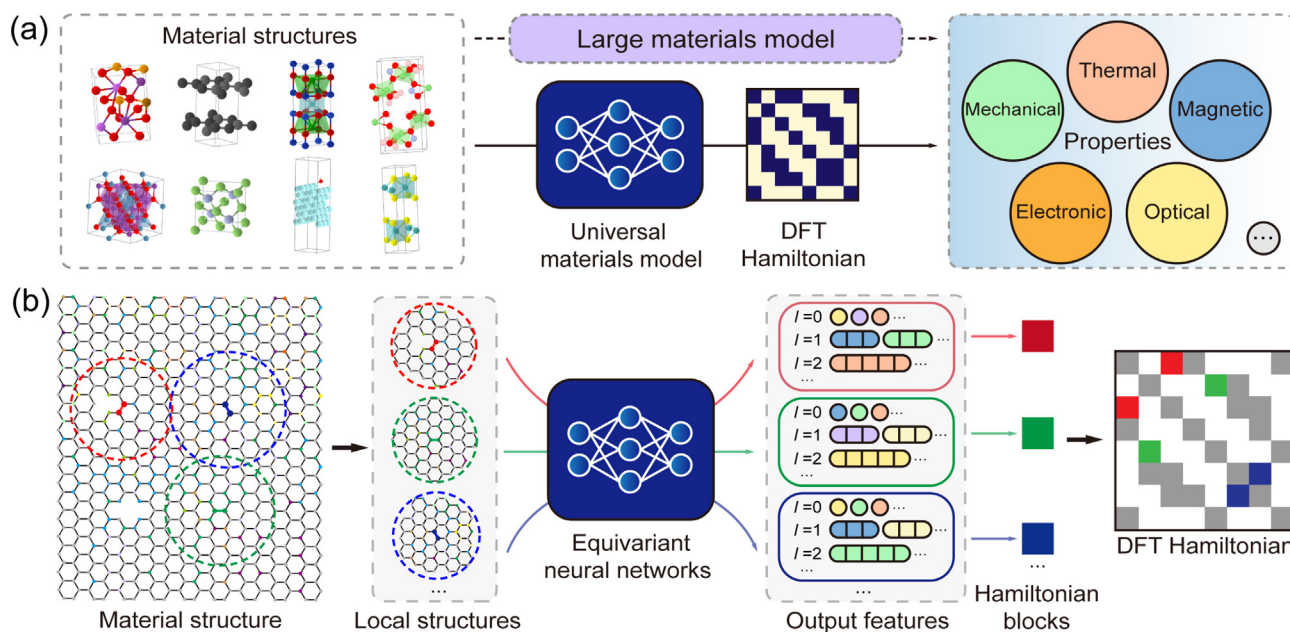 (a)
Material structures
Large materials model
Universal
materials model
DFT
Hamiltonian
Thermal
Mechanical
Magnetic
Properties
Electronic
Optical
...
(b)
Material structure
Local structures
...
Equivariant
neural networks
l=0 ...
l=1 ...
l=2 ...
...
l=0 ...
l=1 ...
l=2 ...
...
l=0 ...
l=1 ...
l=2 ...
...
Output features
...
Hamiltonian
blocks
DFT Hamiltonian